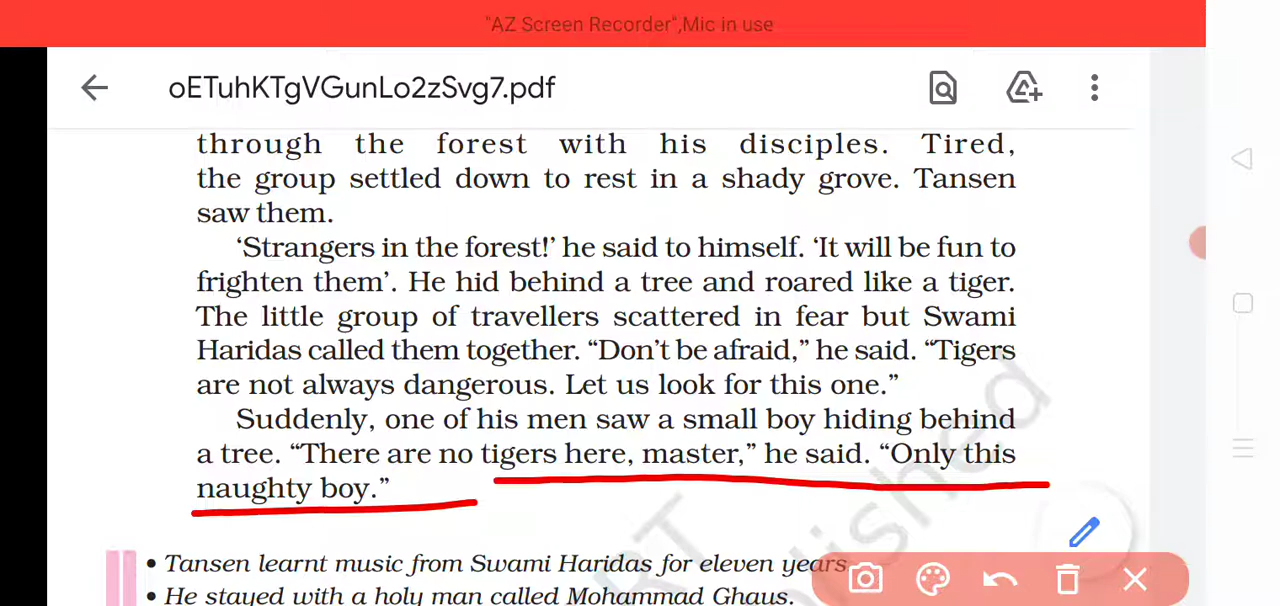 "AZ Screen Recorder",Mic in use
oETuhKTgVGunLo2zSvg7.pdf
through the forest with his disciples. Tired,
the group settled down to rest in a shady grove. Tansen
saw them.
‘Strangers in the forest!’ he said to himself. ‘It will be fun to
frighten them’. He hid behind a tree and roared like a tiger.
The little group of travellers scattered in fear but Swami
Haridas called them together. “Don’t be afraid,” he said. “Tigers
are not always dangerous. Let us look for this one.”
Suddenly, one of his men saw a small boy hiding behind
a tree. “There are no tigers here, master,” he said. “Only this
naughty boy.”
• Tansen learnt music from Swami Haridas for eleven years
• He stayed with a holy man called Mohammad Ghaus.